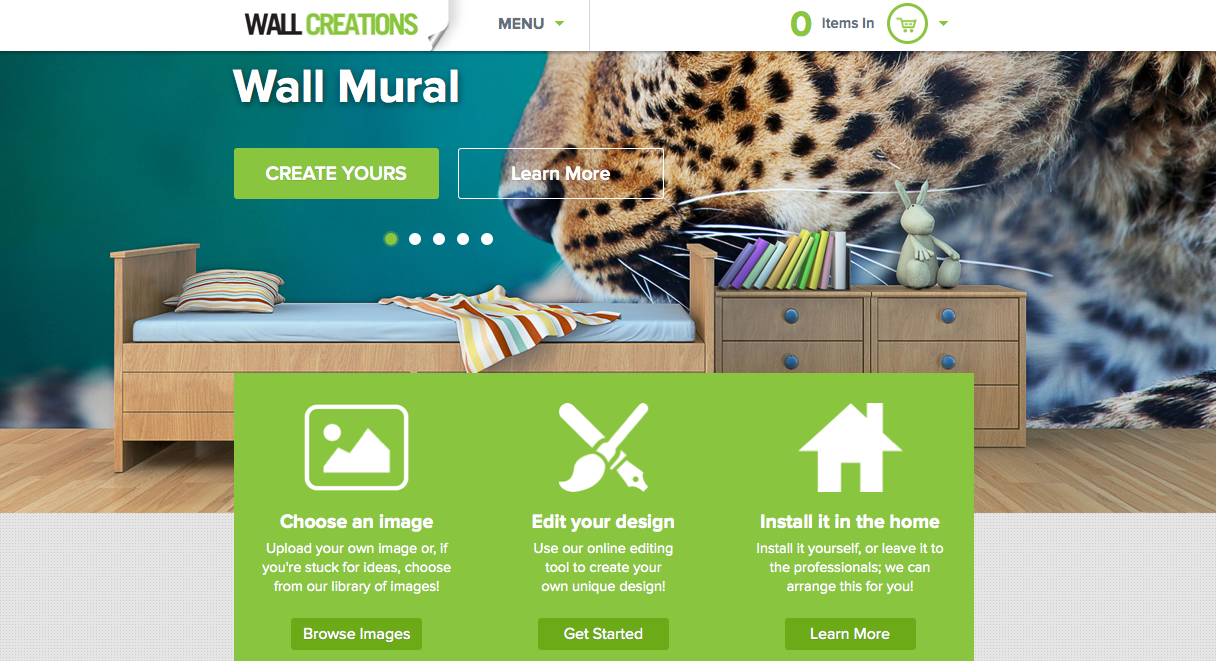 WALL CREATIONS
MENU
0 Items In
Wall Mural
CREATE YOURS
Learn More
Choose an image
Upload your own image or, if
you're stuck for ideas, choose
from our library of images!
Browse Images
Edit your design
Use our online editing
tool to create your
own unique design!
Get Started
Install it in the home
Install it yourself, or leave it to
the professionals; we can
arrange this for you!
Learn More